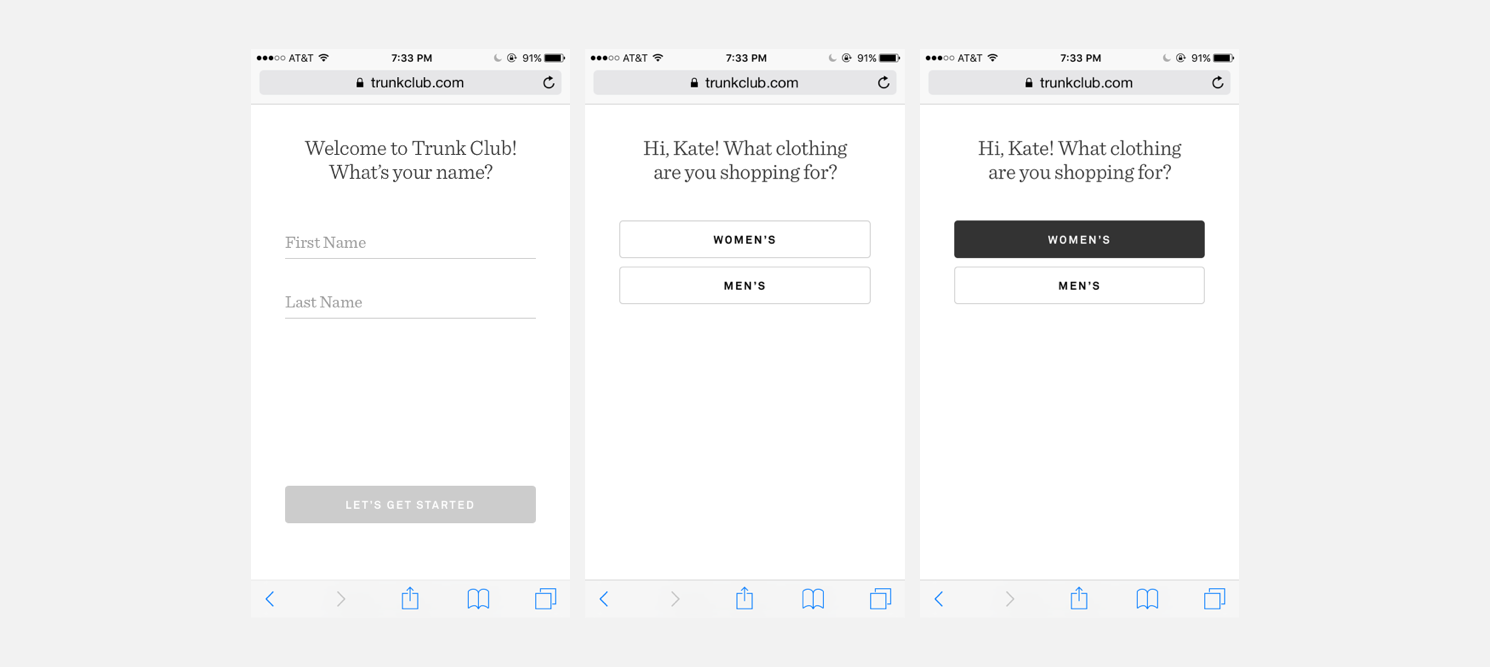 AT&T 7:33 PM 91%
trunkclub.com
Welcome to Trunk Club!
What’s your name?
First Name
Last Name
LET'S GET STARTED
AT&T 7:33 PM 91%
trunkclub.com
Hi, Kate! What clothing
are you shopping for?
WOMEN'S
MEN'S
AT&T 7:33 PM 91%
trunkclub.com
Hi, Kate! What clothing
are you shopping for?
WOMEN'S
MEN'S